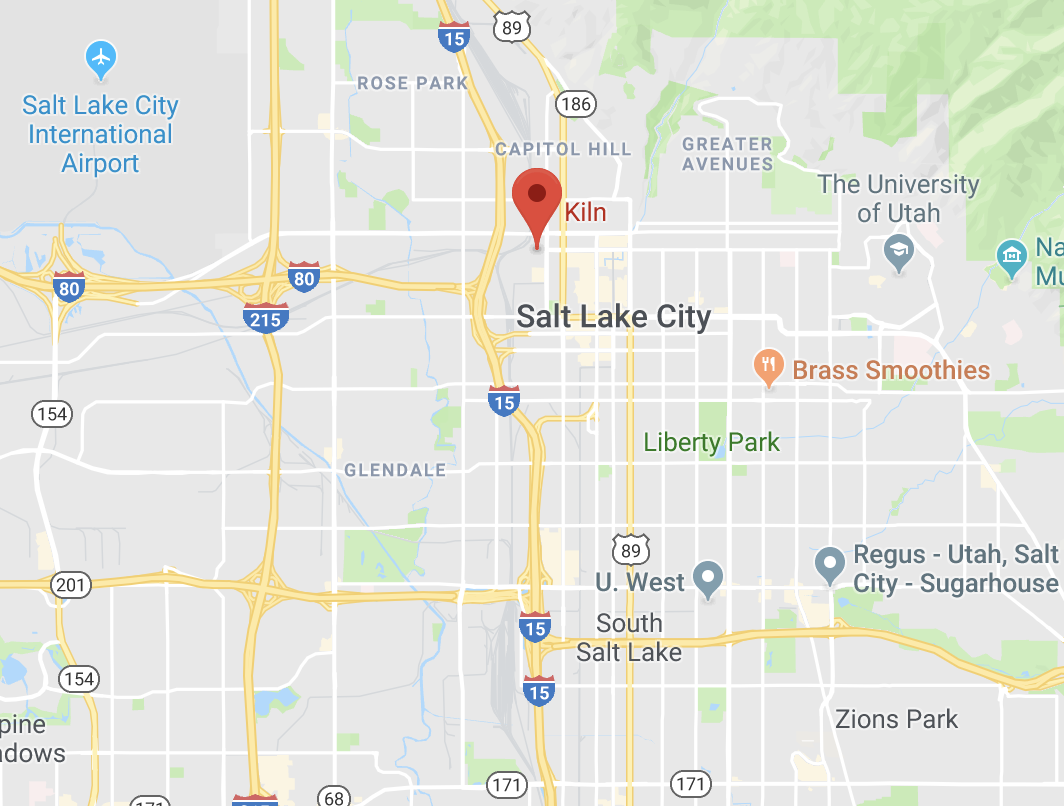 15
89
ROSE PARK
Salt Lake City
International
Airport
186
CAPITOL HILL
GREATER
AVENUES
The University
of Utah
Kiln
Na
Mu
80
80
215
Salt Lake City
Brass Smoothies
15
154
Liberty Park
GLENDALE
89
Regus - Utah, Salt
City - Sugarhouse
201
U. West
15
South
Salt Lake
154
15
pine
adows
Zions Park
171
171
68
171